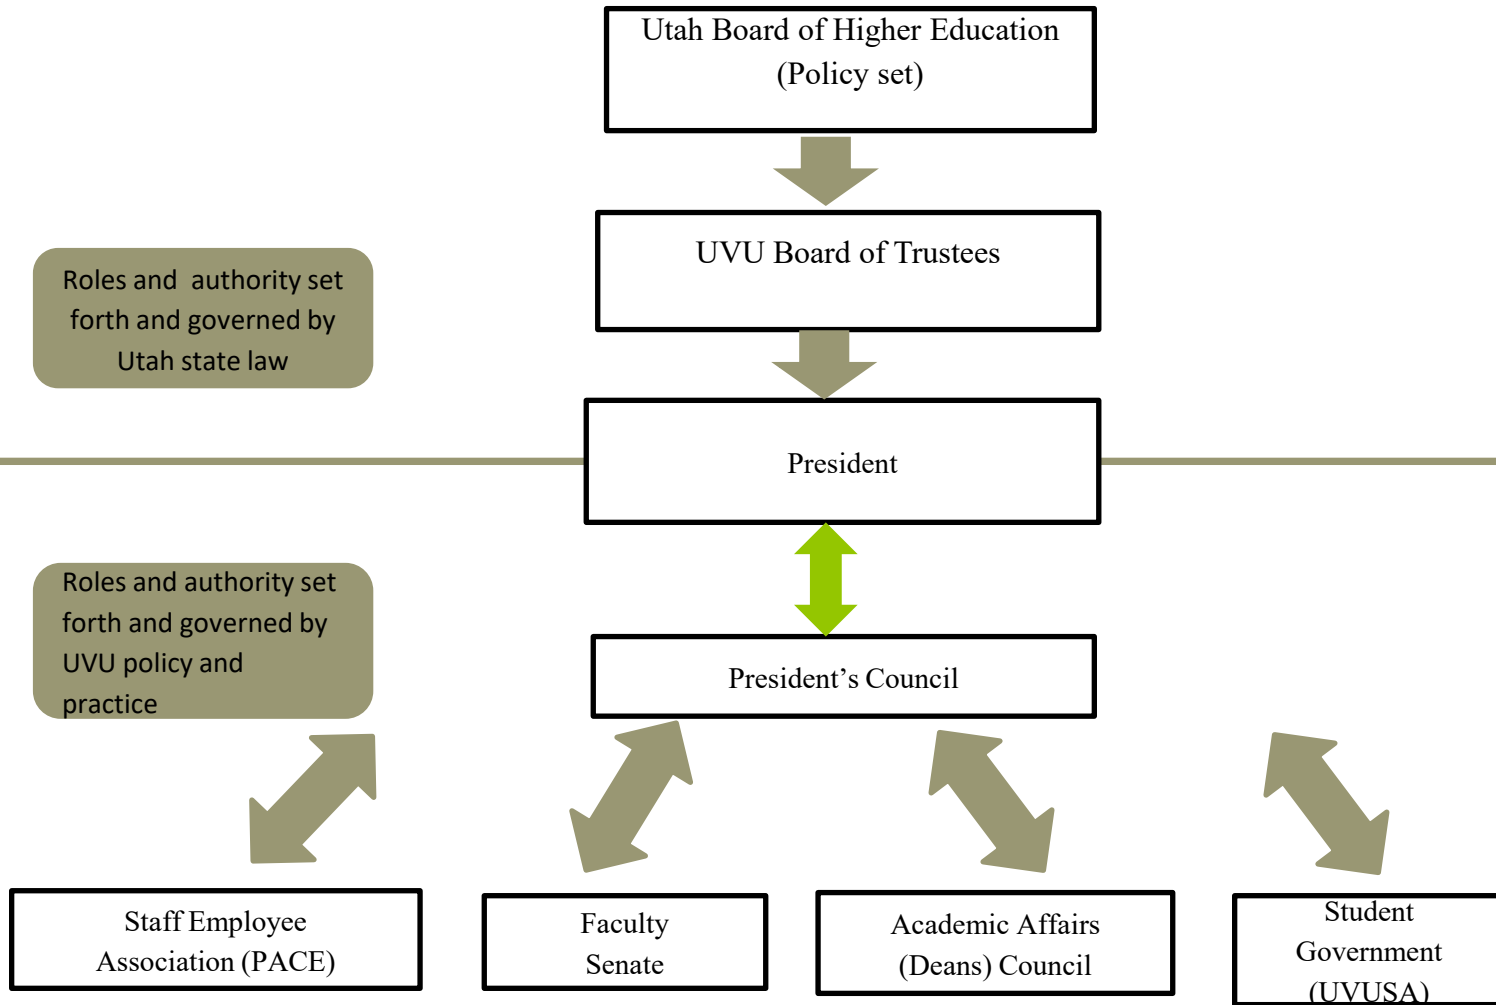 Utah Board of Higher Education
(Policy set)
UVU Board of Trustees
Roles and authority set
forth and governed by
Utah state law
President
Roles and authority set
forth and governed by
UVU policy and
practice
President’s Council
Staff Employee
Association (PACE)
Faculty
Senate
Academic Affairs
(Deans) Council
Student
Government
(UVUSA)